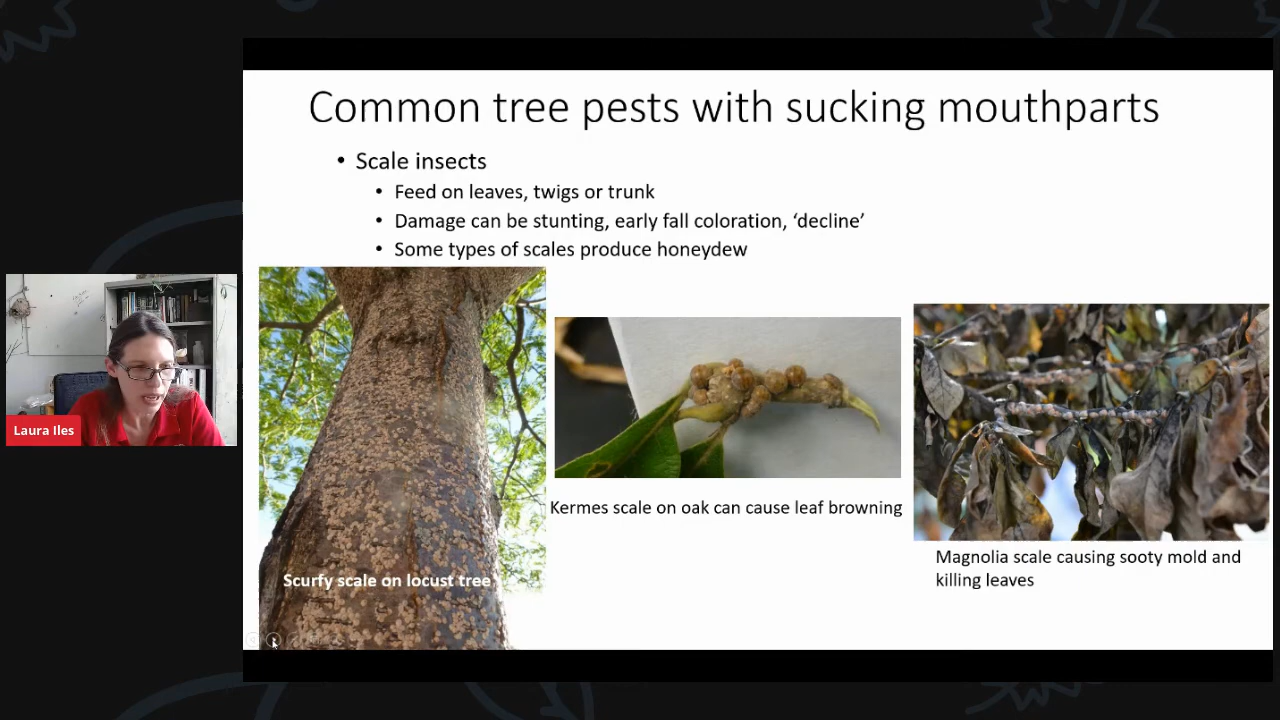 Common tree pests with sucking mouthparts
• Scale insects
• Feed on leaves, twigs or trunk
• Damage can be stunting, early fall coloration, ‘decline’
• Some types of scales produce honeydew
Laura Iles
Scurfy scale on locust tree
Kermes scale on oak can cause leaf browning
Magnolia scale causing sooty mold and
killing leaves